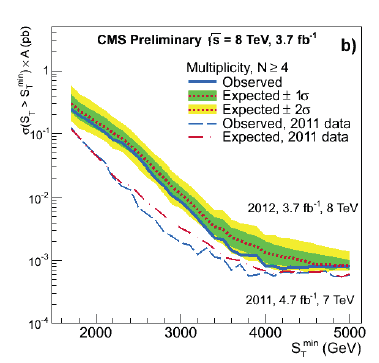 CMS Preliminary √s = 8 TeV, 3.7 fb⁻¹
b)
Multiplicity, N ≥ 4
Observed
Expected ± 1σ
Expected ± 2σ
Observed, 2011 data
Expected, 2011 data
σ(S_T > S_T^min) × A (pb)
1
10⁻¹
10⁻²
10⁻³
10⁻⁴
2012, 3.7 fb⁻¹, 8 TeV
2011, 4.7 fb⁻¹, 7 TeV
2000 3000 4000 5000
S_T^min (GeV)